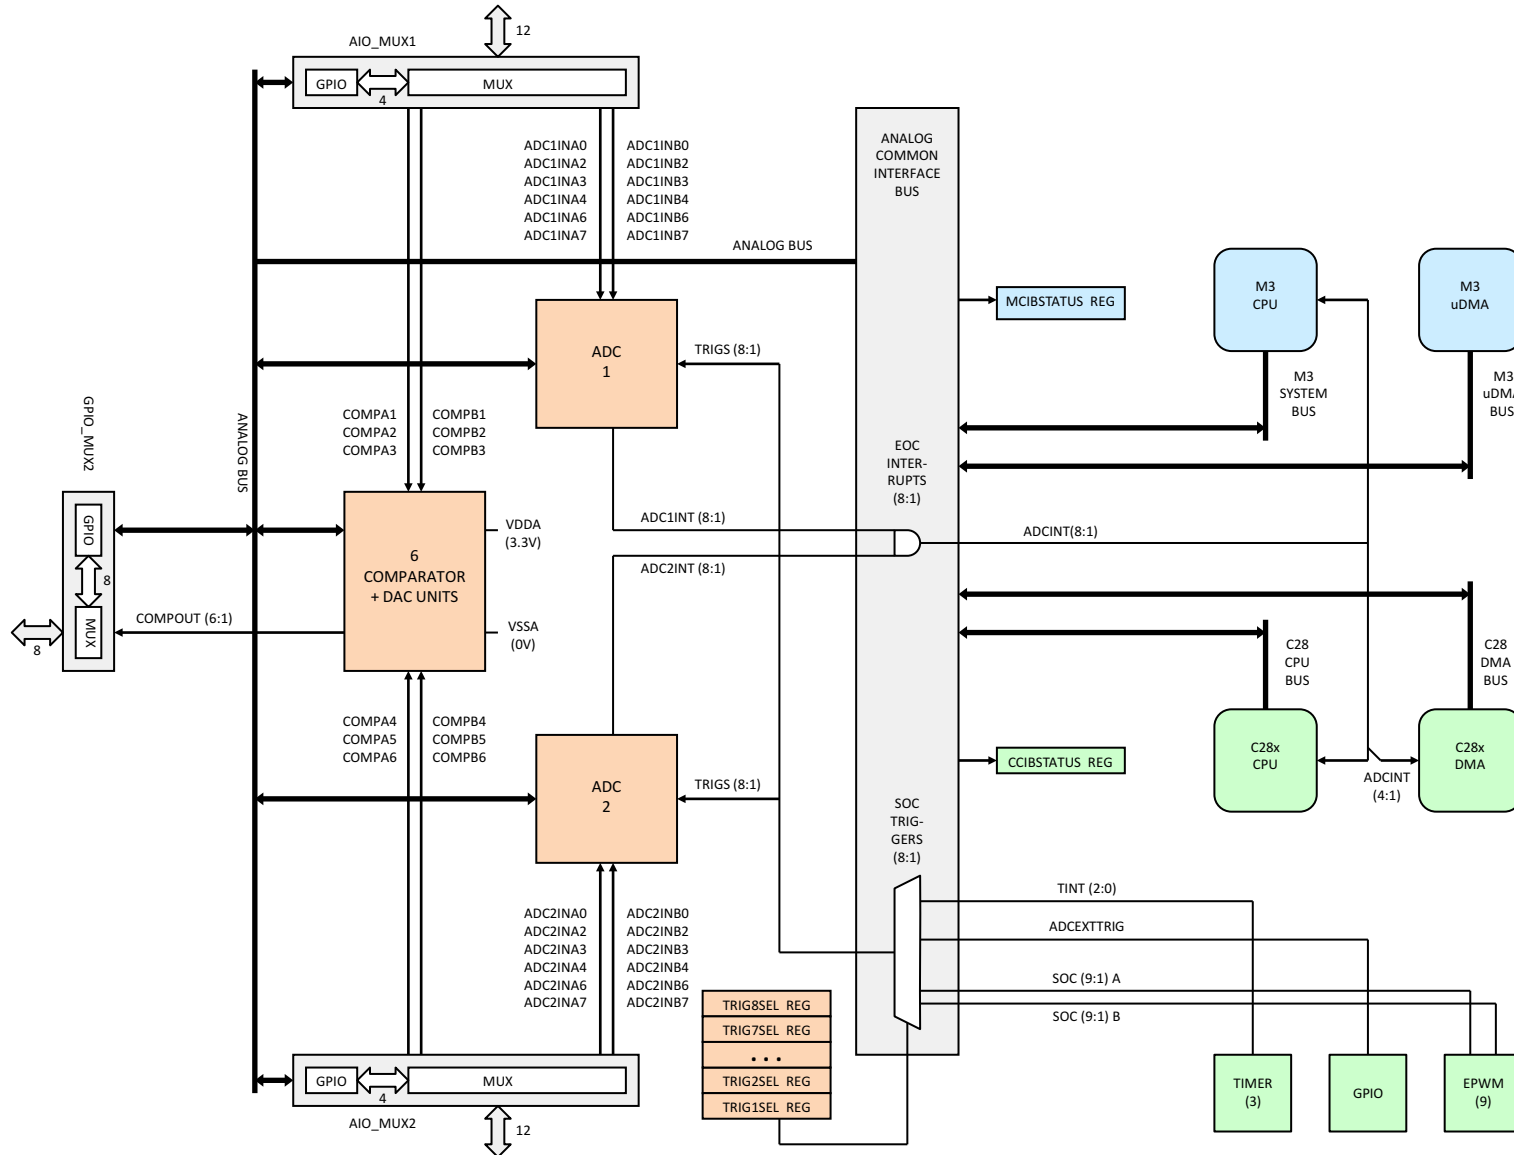 12
AIO_MUX1
GPIO
4
MUX
ADC1INA0
ADC1INA2
ADC1INA3
ADC1INA4
ADC1INA6
ADC1INA7
ADC1INB0
ADC1INB2
ADC1INB3
ADC1INB4
ADC1INB6
ADC1INB7
ANALOG
COMMON
INTERFACE
BUS
ANALOG BUS
MCIBSTATUS REG
M3
CPU
M3
uDMA
ADC
1
TRIGS (8:1)
M3
SYSTEM
BUS
M3
uDMA
BUS
GPIO_MUX2
ANALOG BUS
COMPA1
COMPA2
COMPA3
COMPB1
COMPB2
COMPB3
EOC
INTER-
RUPTS
(8:1)
GPIO
8
MUX
8
COMPOUT (6:1)
6
COMPARATOR
+ DAC UNITS
VDDA
(3.3V)
VSSA
(0V)
ADC1INT (8:1)
ADC2INT (8:1)
ADCINT(8:1)
C28
CPU
BUS
C28
DMA
BUS
COMPA4
COMPA5
COMPA6
COMPB4
COMPB5
COMPB6
ADC
2
TRIGS (8:1)
CCIBSTATUS REG
C28x
CPU
ADCINT
(4:1)
C28x
DMA
SOC
TRIG-
GERS
(8:1)
ADC2INA0
ADC2INA2
ADC2INA3
ADC2INA4
ADC2INA6
ADC2INA7
ADC2INB0
ADC2INB2
ADC2INB3
ADC2INB4
ADC2INB6
ADC2INB7
TINT (2:0)
ADCEXTTRIG
SOC (9:1) A
SOC (9:1) B
TRIG8SEL REG
TRIG7SEL REG
. . .
TRIG2SEL REG
TRIG1SEL REG
GPIO
4
MUX
AIO_MUX2
12
TIMER
(3)
GPIO
EPWM
(9)